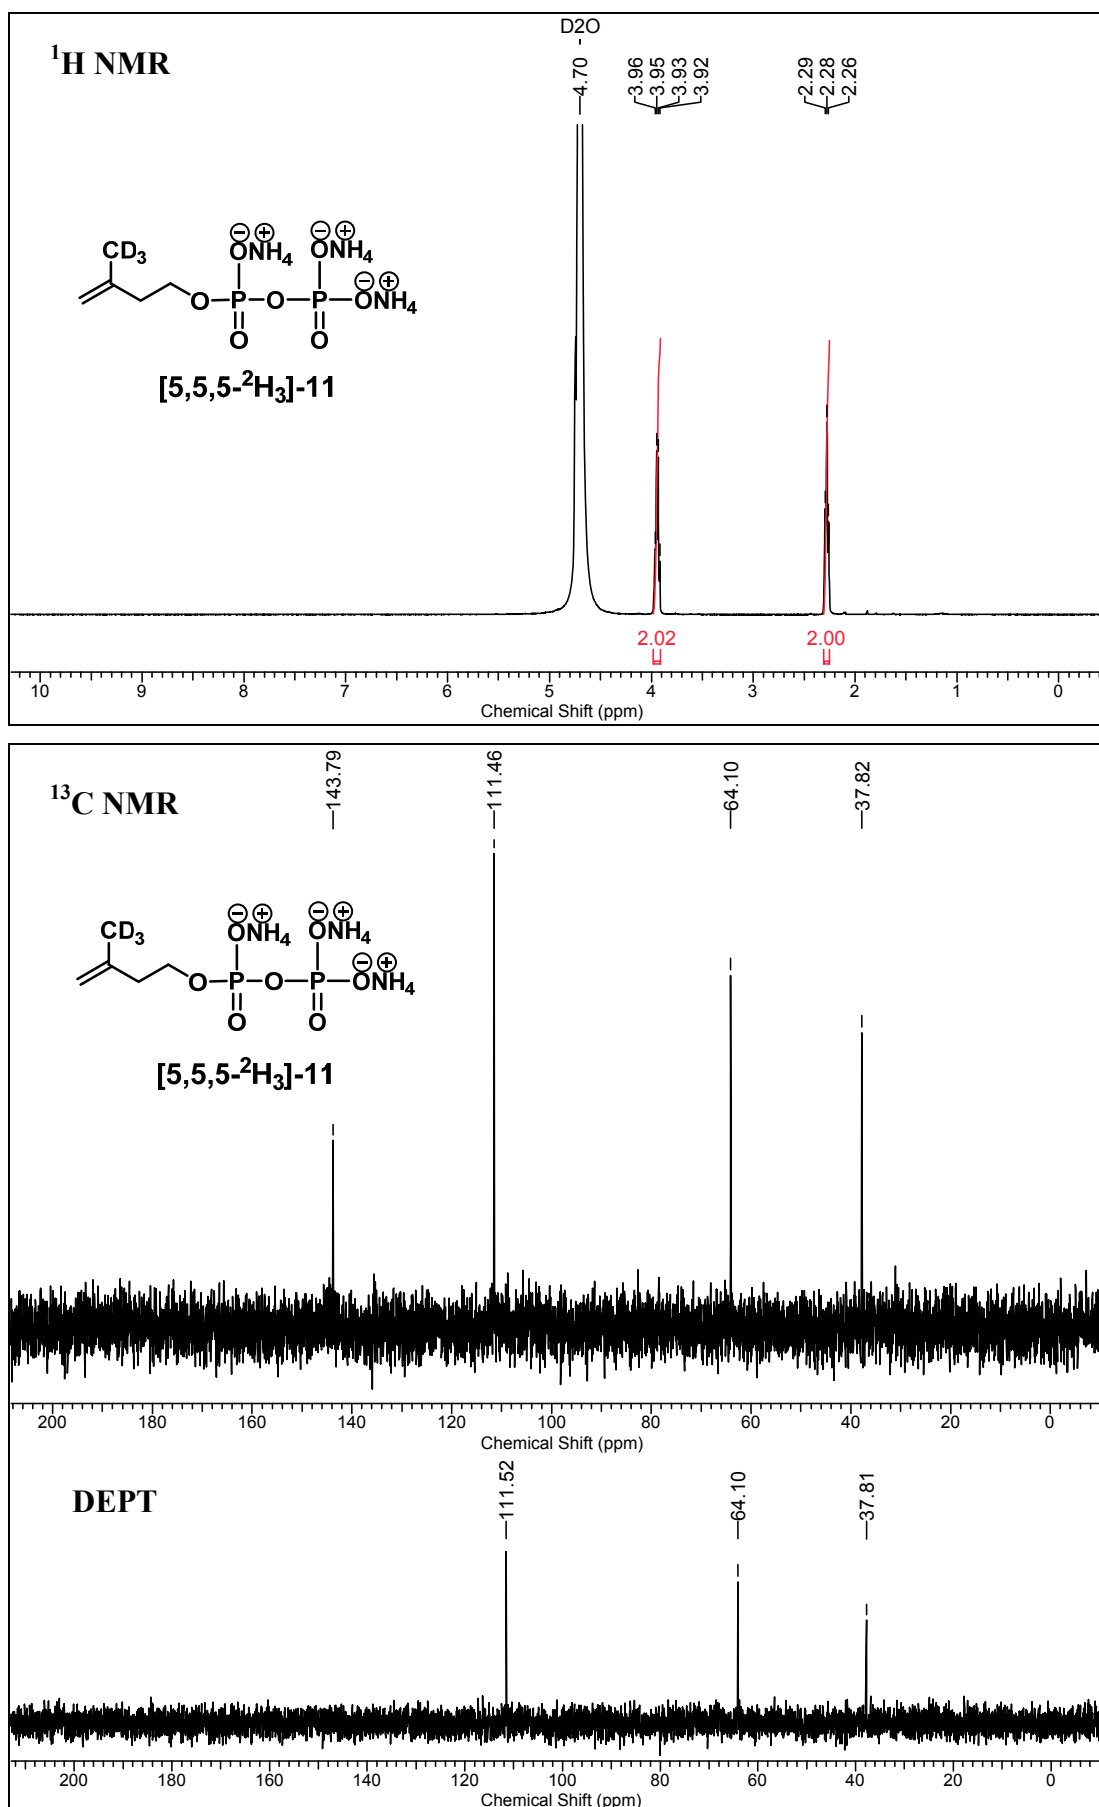 ¹H NMR
D2O
4.70
3.96
3.95
3.93
3.92
2.29
2.28
2.26
CD₃
⊖ ⊕ ⊖ ⊕
ONH₄ ONH₄
⊖ ⊕
O P O P ONH₄
O O
[5,5,5-²H₃]-11
2.02 2.00
10 9 8 7 6 5 4 3 2 1 0
Chemical Shift (ppm)
¹³C NMR
143.79
111.46
64.10
37.82
CD₃
⊖ ⊕ ⊖ ⊕
ONH₄ ONH₄
⊖ ⊕
O P O P ONH₄
O O
[5,5,5-²H₃]-11
200 180 160 140 120 100 80 60 40 20 0
Chemical Shift (ppm)
DEPT
111.52
64.10
37.81
200 180 160 140 120 100 80 60 40 20 0
Chemical Shift (ppm)